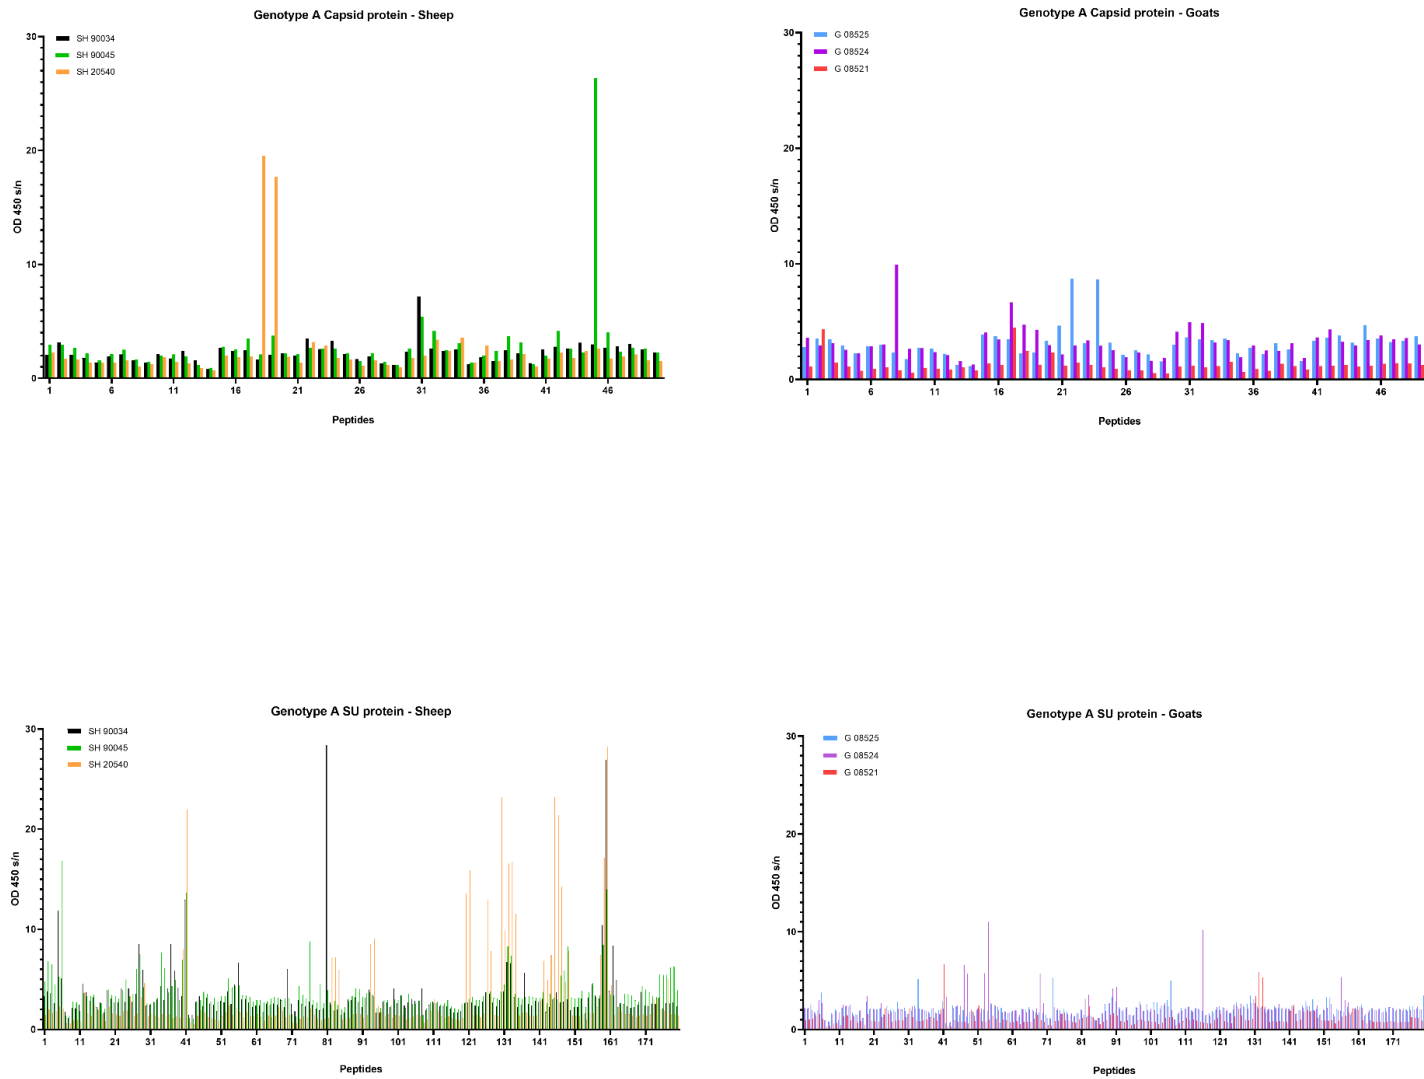 Genotype A Capsid protein - Sheep
SH 90034
SH 90045
SH 20540
OD 450 s/n
30
20
10
0
1 6 11 16 21 26 31 36 41 46
Peptides
Genotype A Capsid protein - Goats
G 08525
G 08524
G 08521
OD 450 s/n
30
20
10
0
1 6 11 16 21 26 31 36 41 46
Peptides
Genotype A SU protein - Sheep
SH 90034
SH 90045
SH 20540
OD 450 s/n
30
20
10
0
1 11 21 31 41 51 61 71 81 91 101 111 121 131 141 151 161 171
Peptides
Genotype A SU protein - Goats
G 08525
G 08524
G 08521
OD 450 s/n
30
20
10
0
1 11 21 31 41 51 61 71 81 91 101 111 121 131 141 151 161 171
Peptides